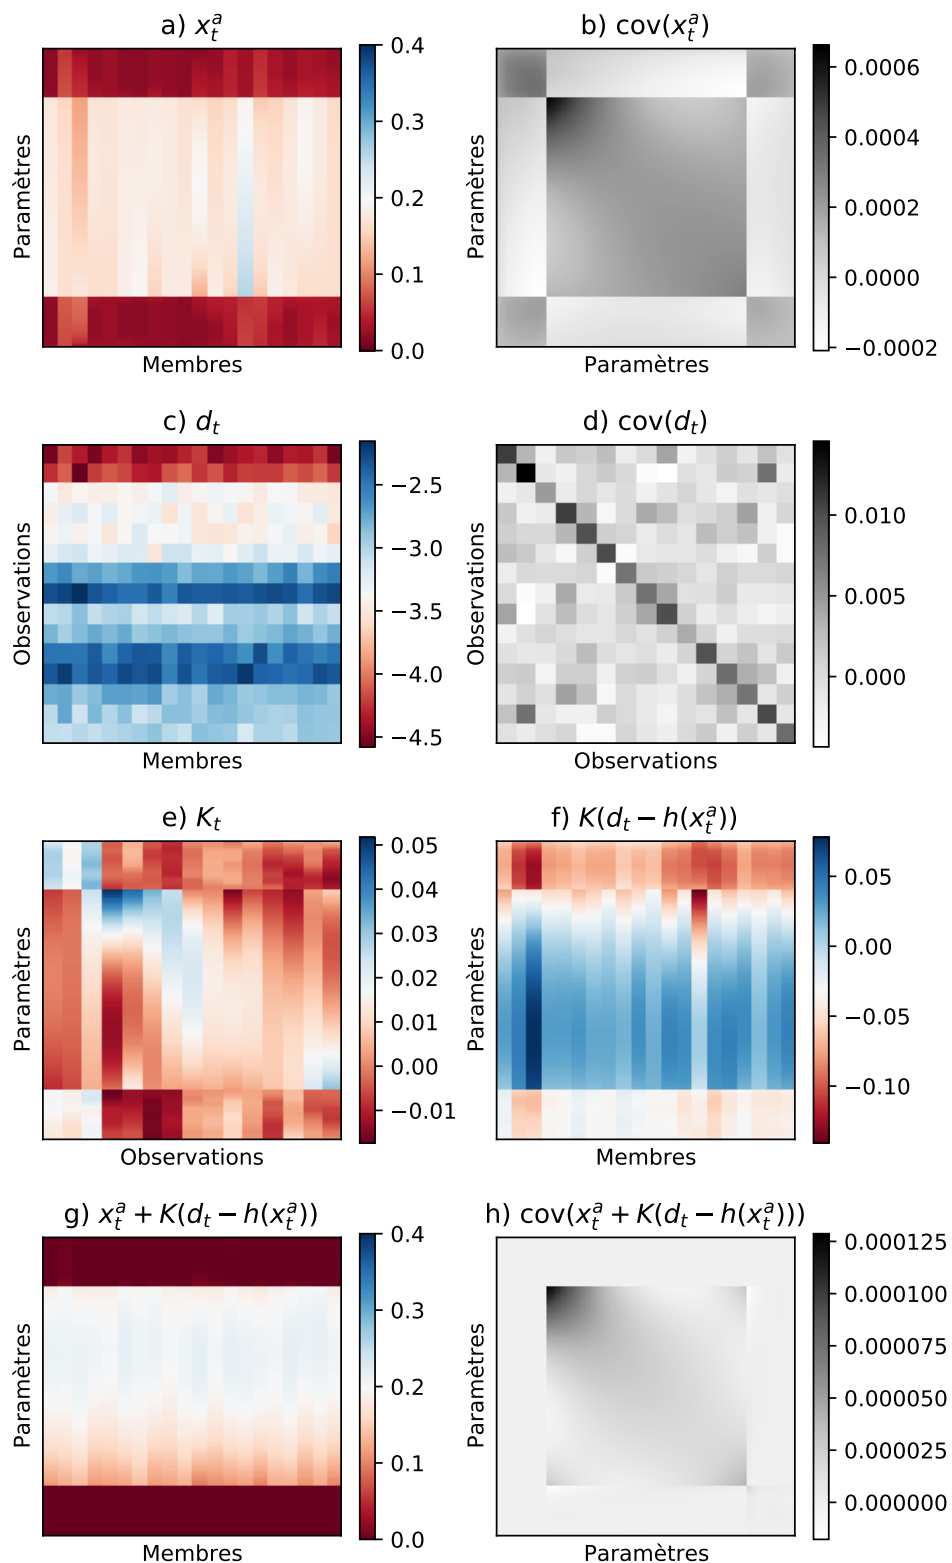 a) $x_t^a$
b) cov($x_t^a$)
Paramètres
0.4
0.3
0.2
0.1
0.0
Membres
Paramètres
0.0006
0.0004
0.0002
0.0000
−0.0002
Paramètres
c) $d_t$
d) cov($d_t$)
Observations
−2.5
−3.0
−3.5
−4.0
−4.5
Membres
Observations
0.010
0.005
0.000
Observations
e) $K_t$
f) $K(d_t - h(x_t^a))$
Paramètres
0.05
0.04
0.03
0.02
0.01
0.00
−0.01
Observations
Paramètres
0.05
0.00
−0.05
−0.10
Membres
g) $x_t^a + K(d_t - h(x_t^a))$
h) cov($x_t^a + K(d_t - h(x_t^a))$)
Paramètres
0.4
0.3
0.2
0.1
0.0
Membres
Paramètres
0.000125
0.000100
0.000075
0.000050
0.000025
0.000000
Paramètres